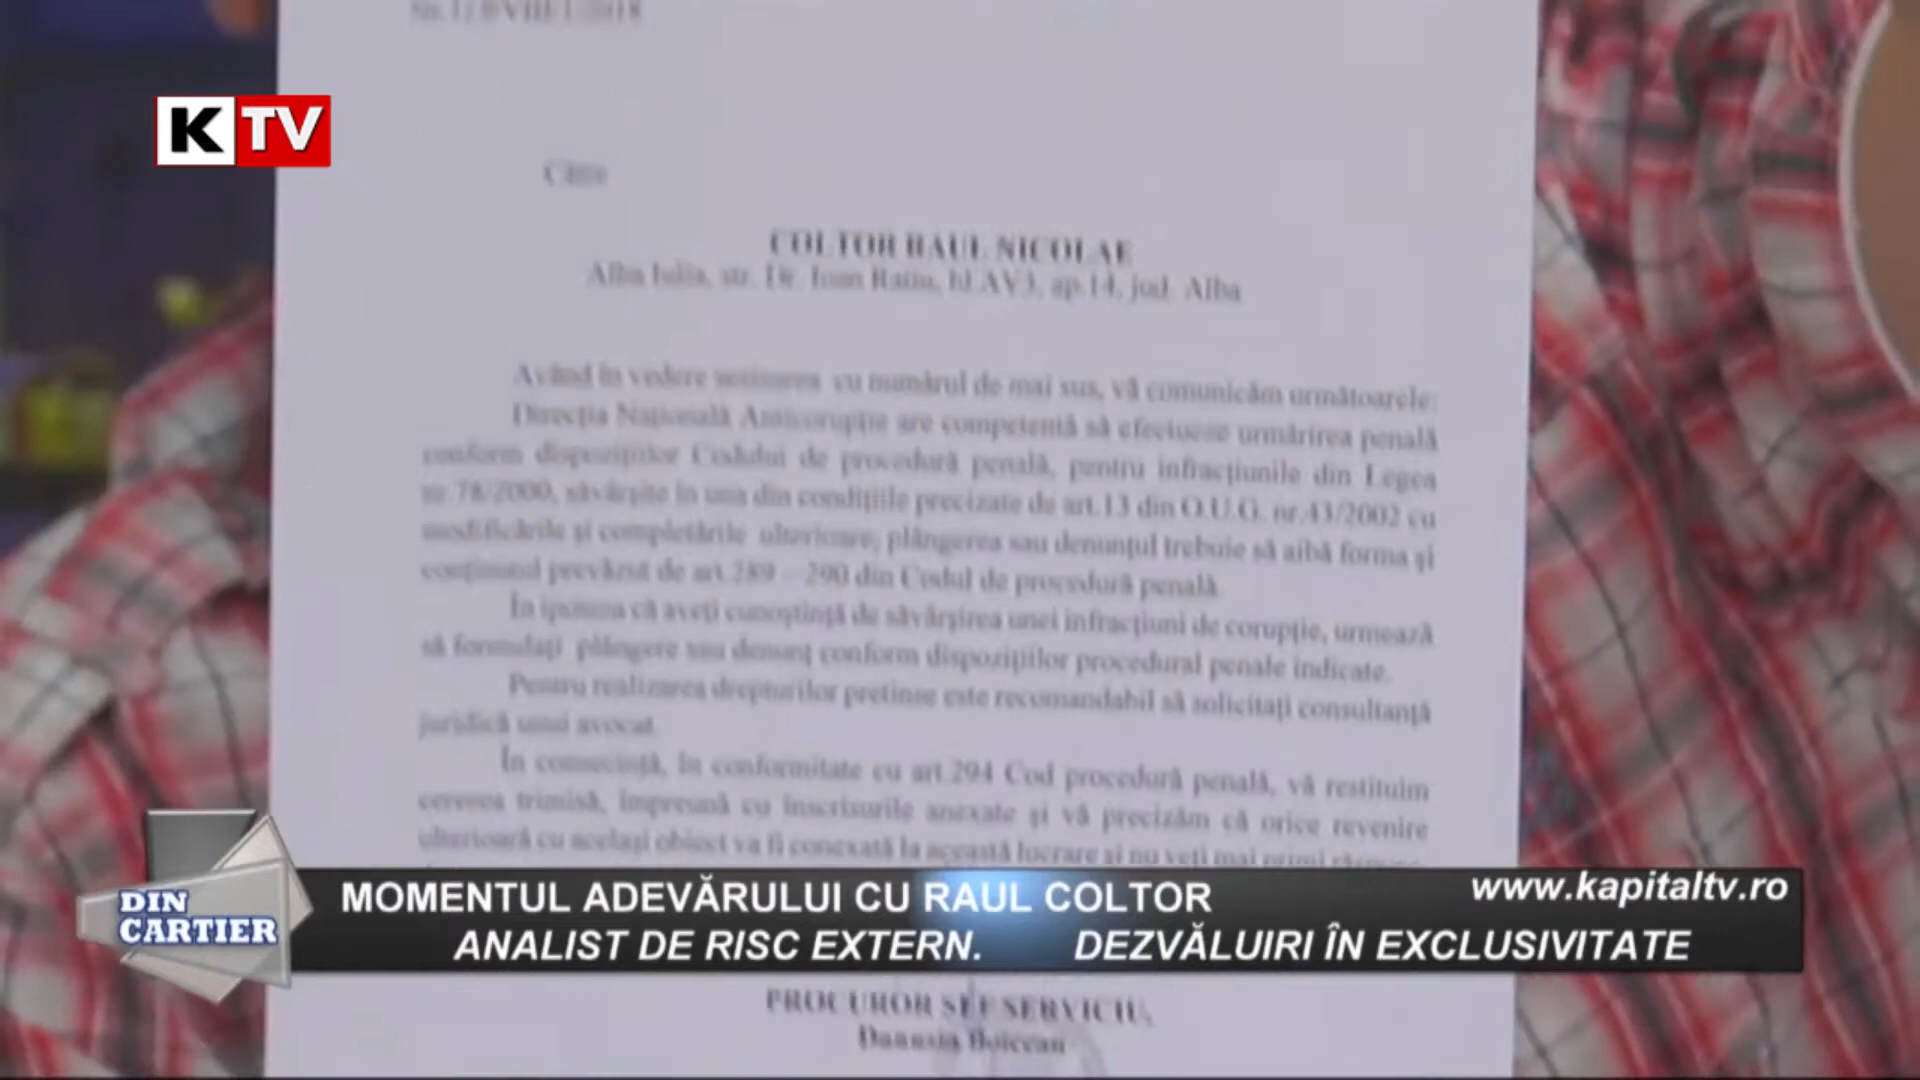 K TV
Către
COLTOR RAUL NICOLAE
Alba Iulia, str. Dr. Ioan Ratiu, bl.AV3, ap.14, jud. Alba
Având în vedere sesizarea cu numărul de mai sus, vă comunicăm următoarele:
Direcția Națională Anticorupție are competentă să efectueze urmărirea penală
conform dispozițiilor Codului de procedură penală, pentru infracțiunile din Legea
nr.78/2000, săvârșite în una din condițiile precizate de art.13 din O.U.G. nr.43/2002 cu
modificările și completările ulterioare, plângerea sau denunțul trebuie să aibă forma și
conținutul prevăzut de art.289 – 290 din Codul de procedură penală.
În ipoteza că aveți cunoștință de săvârșirea unei infracțiuni de corupție, urmează
să formulați plângere sau denunț conform dispozițiilor procedural penale indicate.
Pentru realizarea drepturilor pretinse este recomandabil să solicitați consultanță
juridică unui avocat.
În consecință, în conformitate cu art.294 Cod procedură penală, vă restituim
cererea trimisă, împreună cu înscrisurile anexate și vă precizăm că orice revenire
ulterioară cu același obiect va fi conexată la această lucrare și nu veți mai primi
DIN CARTIER
MOMENTUL ADEVĂRULUI CU RAUL COLTOR
www.kapitaltv.ro
ANALIST DE RISC EXTERN. DEZVĂLUIRI ÎN EXCLUSIVITATE
PROCUROR ȘEF SERVICIU,